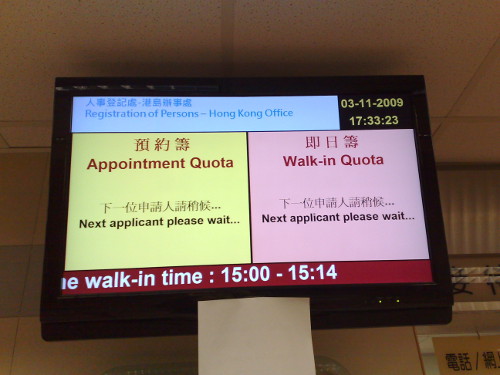 人事登記處-港島辦事處
Registration of Persons – Hong Kong Office
03-11-2009
17:33:23
預約籌
Appointment Quota
下一位申請人請稍候...
Next applicant please wait...
即日籌
Walk-in Quota
下一位申請人請稍候...
Next applicant please wait...
walk-in time : 15:00 - 15:14
電話 / 網